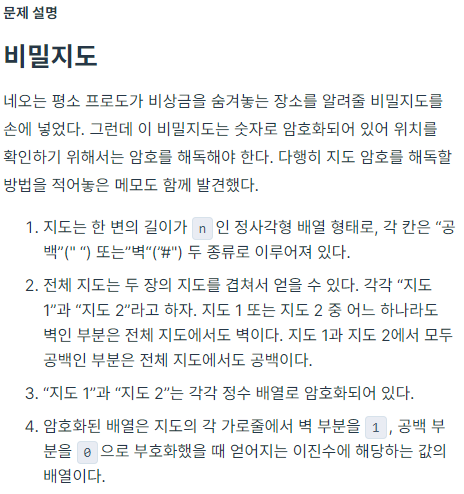 문제 설명
비밀지도
네오는 평소 프로도가 비상금을 숨겨놓는 장소를 알려줄 비밀지도를
손에 넣었다. 그런데 이 비밀지도는 숫자로 암호화되어 있어 위치를
확인하기 위해서는 암호를 해독해야 한다. 다행히 지도 암호를 해독할
방법을 적어놓은 메모도 함께 발견했다.
1. 지도는 한 변의 길이가 n 인 정사각형 배열 형태로, 각 칸은 “공
백”(" “) 또는”벽“(”#") 두 종류로 이루어져 있다.
2. 전체 지도는 두 장의 지도를 겹쳐서 얻을 수 있다. 각각 “지도
1”과 “지도 2”라고 하자. 지도 1 또는 지도 2 중 어느 하나라도
벽인 부분은 전체 지도에서도 벽이다. 지도 1과 지도 2에서 모두
공백인 부분은 전체 지도에서도 공백이다.
3. “지도 1”과 “지도 2”는 각각 정수 배열로 암호화되어 있다.
4. 암호화된 배열은 지도의 각 가로줄에서 벽 부분을 1 , 공백 부
분을 0 으로 부호화했을 때 얻어지는 이진수에 해당하는 값의
배열이다.